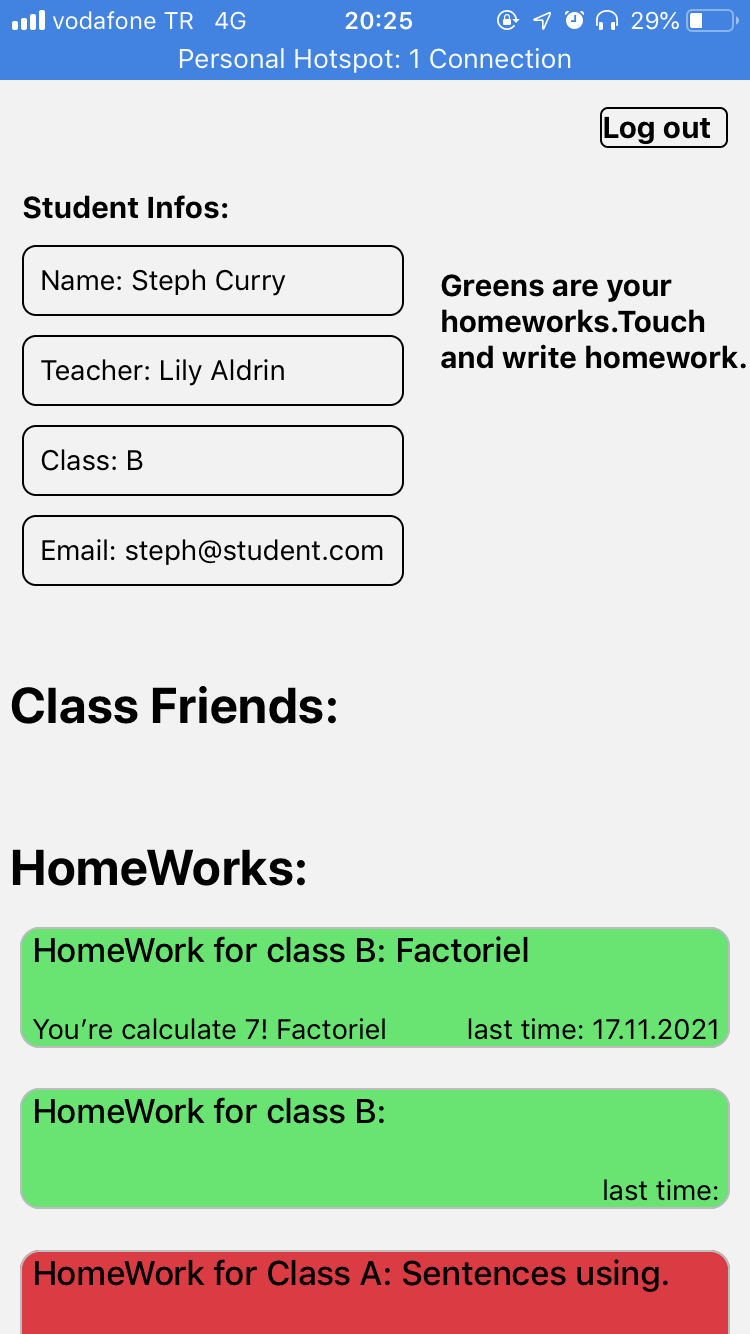 vodafone TR 4G 20:25 29%
Personal Hotspot: 1 Connection
Log out
Student Infos:
Name: Steph Curry
Greens are your
homeworks.Touch
and write homework.
Teacher: Lily Aldrin
Class: B
Email: steph@student.com
Class Friends:
HomeWorks:
HomeWork for class B: Factoriel
You’re calculate 7! Factoriel last time: 17.11.2021
HomeWork for class B:
last time:
HomeWork for Class A: Sentences using.